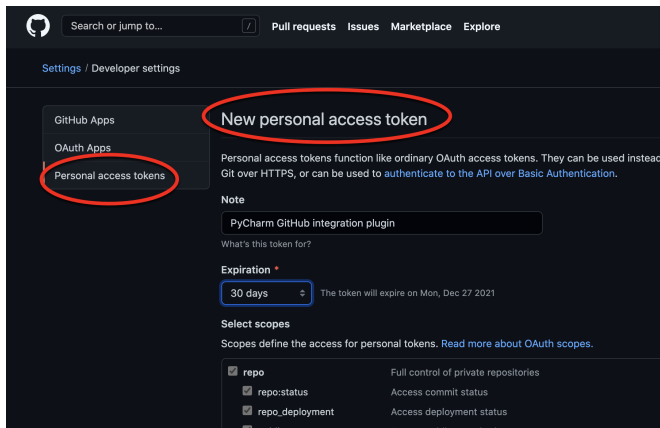 Search or jump to... /
Pull requests Issues Marketplace Explore
Settings / Developer settings
GitHub Apps
OAuth Apps
Personal access tokens
New personal access token
Personal access tokens function like ordinary OAuth access tokens. They can be used instead
Git over HTTPS, or can be used to authenticate to the API over Basic Authentication.
Note
PyCharm GitHub integration plugin
What's this token for?
Expiration *
30 days The token will expire on Mon, Dec 27 2021
Select scopes
Scopes define the access for personal tokens. Read more about OAuth scopes.
repo Full control of private repositories
repo:status Access commit status
repo_deployment Access deployment status